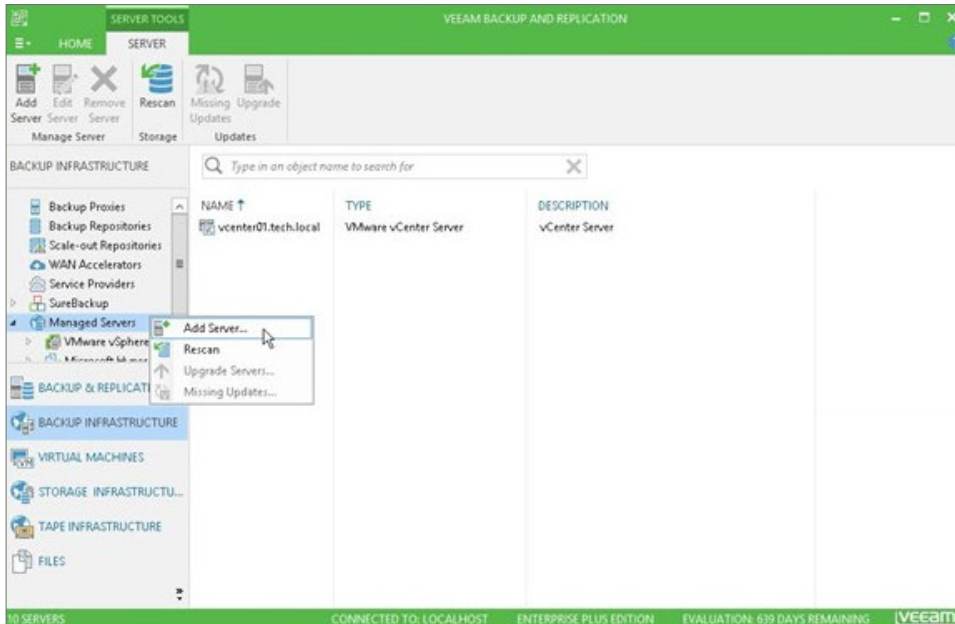 SERVER TOOLS
VEEAM BACKUP AND REPLICATION
HOME
SERVER
Add Server
Edit Server
Remove Server
Rescan
Missing Updates
Upgrade
Manage Server
Storage
Updates
BACKUP INFRASTRUCTURE
Type in an object name to search for
Backup Proxies
Backup Repositories
Scale-out Repositories
WAN Accelerators
Service Providers
SureBackup
Managed Servers
VMware vSphere
NAME
TYPE
DESCRIPTION
vcenter01.tech.local
VMware vCenter Server
vCenter Server
Add Server...
Rescan
Upgrade Servers...
Missing Updates...
BACKUP & REPLICATI
BACKUP INFRASTRUCTURE
VIRTUAL MACHINES
STORAGE INFRASTRUCTU...
TAPE INFRASTRUCTURE
FILES
10 SERVERS
CONNECTED TO: LOCALHOST
ENTERPRISE PLUS EDITION
EVALUATION: 639 DAYS REMAINING
veeam